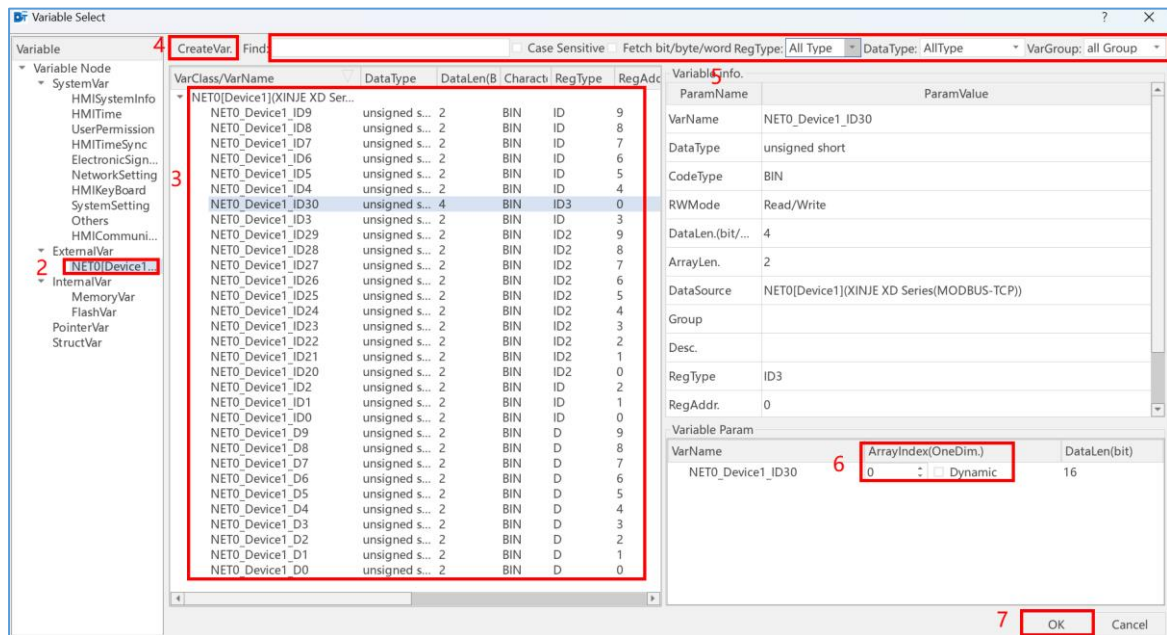 Variable Select ? ×
Variable 4 CreateVar. Find: Case Sensitive Fetch bit/byte/word RegType: All Type DataType: AllType VarGroup: all Group
Variable Node
SystemVar
HMISystemInfo
HMITime
UserPermission
HMITimeSync
ElectronicSign...
NetworkSetting
HMIKeyBoard
SystemSetting
Others
HMICommuni...
ExternalVar
2 NET0[Device1...
InternalVar
MemoryVar
FlashVar
PointerVar
StructVar
VarClass/VarName DataType DataLen(B Characte RegType RegAdd
NET0[Device1](XINJE XD Ser...
NET0_Device1_ID9 unsigned s... 2 BIN ID 9
NET0_Device1_ID8 unsigned s... 2 BIN ID 8
NET0_Device1_ID7 unsigned s... 2 BIN ID 7
NET0_Device1_ID6 unsigned s... 2 BIN ID 6
3 NET0_Device1_ID5 unsigned s... 2 BIN ID 5
NET0_Device1_ID4 unsigned s... 2 BIN ID 4
NET0_Device1_ID30 unsigned s... 4 BIN ID3 0
NET0_Device1_ID3 unsigned s... 2 BIN ID 3
NET0_Device1_ID29 unsigned s... 2 BIN ID2 9
NET0_Device1_ID28 unsigned s... 2 BIN ID2 8
NET0_Device1_ID27 unsigned s... 2 BIN ID2 7
NET0_Device1_ID26 unsigned s... 2 BIN ID2 6
NET0_Device1_ID25 unsigned s... 2 BIN ID2 5
NET0_Device1_ID24 unsigned s... 2 BIN ID2 4
NET0_Device1_ID23 unsigned s... 2 BIN ID2 3
NET0_Device1_ID22 unsigned s... 2 BIN ID2 2
NET0_Device1_ID21 unsigned s... 2 BIN ID2 1
NET0_Device1_ID20 unsigned s... 2 BIN ID2 0
NET0_Device1_ID2 unsigned s... 2 BIN ID 2
NET0_Device1_ID1 unsigned s... 2 BIN ID 1
NET0_Device1_ID0 unsigned s... 2 BIN ID 0
NET0_Device1_D9 unsigned s... 2 BIN D 9
NET0_Device1_D8 unsigned s... 2 BIN D 8
NET0_Device1_D7 unsigned s... 2 BIN D 7
NET0_Device1_D6 unsigned s... 2 BIN D 6
NET0_Device1_D5 unsigned s... 2 BIN D 5
NET0_Device1_D4 unsigned s... 2 BIN D 4
NET0_Device1_D3 unsigned s... 2 BIN D 3
NET0_Device1_D2 unsigned s... 2 BIN D 2
NET0_Device1_D1 unsigned s... 2 BIN D 1
NET0_Device1_D0 unsigned s... 2 BIN D 0
Variable info. 5
ParamName ParamValue
VarName NET0_Device1_ID30
DataType unsigned short
CodeType BIN
RWMode Read/Write
DataLen.(bit/... 4
ArrayLen. 2
DataSource NET0[Device1](XINJE XD Series(MODBUS-TCP))
Group
Desc.
RegType ID3
RegAddr. 0
Variable Param
VarName ArrayIndex(OneDim.) DataLen(bit)
NET0_Device1_ID30 6 0 Dynamic 16
7 OK Cancel